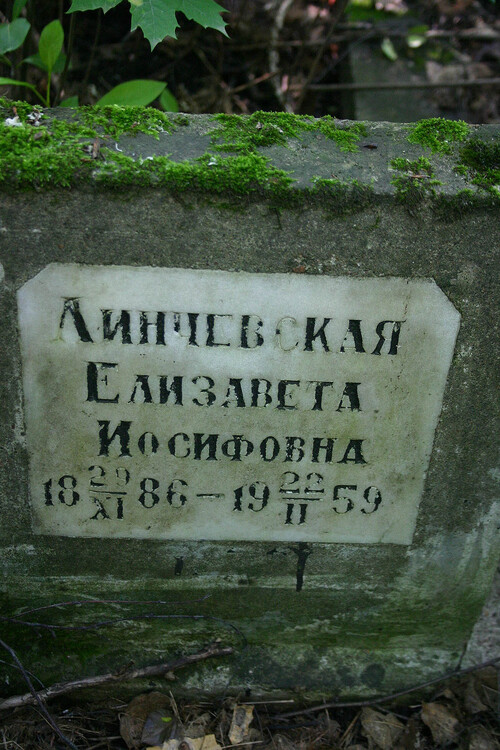 Линчевская
Елизавета
Иосифовна
18 29/XI 86 – 19 22/II 59